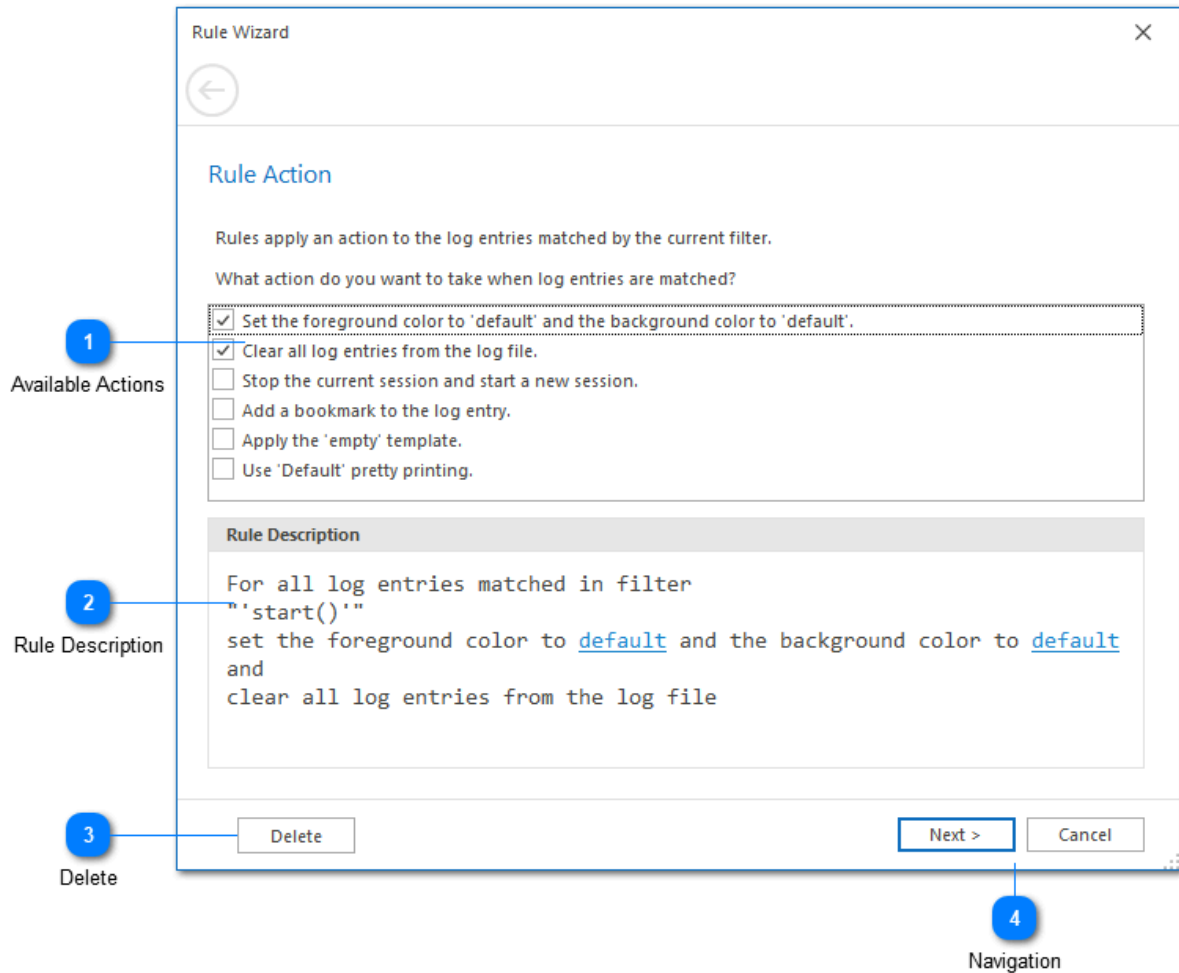 Rule Wizard
Rule Action
Rules apply an action to the log entries matched by the current filter.
What action do you want to take when log entries are matched?
Set the foreground color to 'default' and the background color to 'default'.
1
Clear all log entries from the log file.
Available Actions
Stop the current session and start a new session.
Add a bookmark to the log entry.
Apply the 'empty' template.
Use 'Default' pretty printing.
Rule Description
For all log entries matched in filter
2
"'start()'"
Rule Description
set the foreground color to default and the background color to default
and
clear all log entries from the log file
3
Delete
Next >
Cancel
Delete
4
Navigation